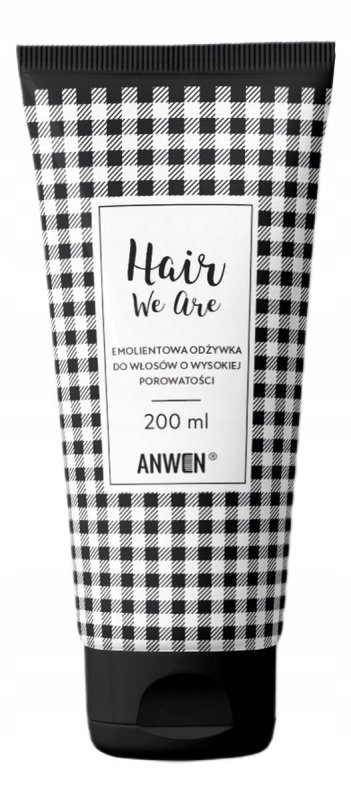 Hair
We Are
EMOLIENTOWA ODŻYWKA
DO WŁOSÓW O WYSOKIEJ
POROWATOŚCI
200 ml
ANWEN®